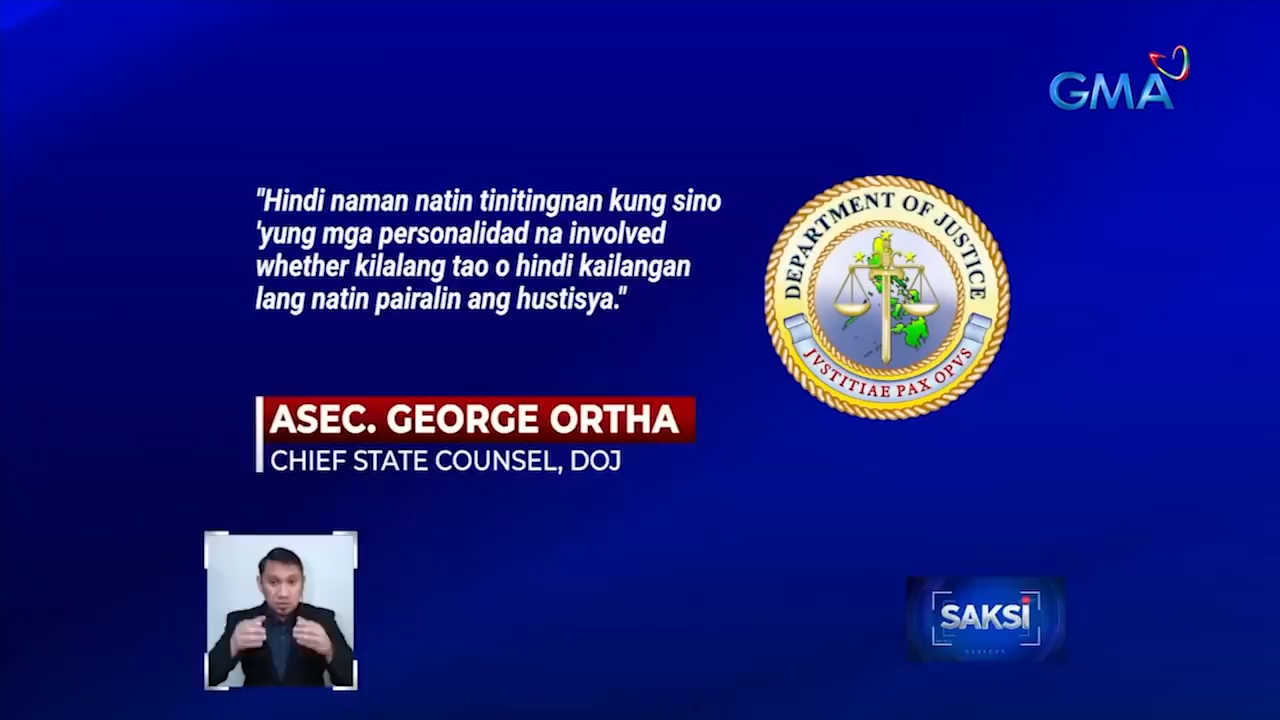 GMA
"Hindi naman natin tinitingnan kung sino
'yung mga personalidad na involved
whether kilalang tao o hindi kailangan
lang natin pairalin ang hustisya."
DEPARTMENT OF JUSTICE
JVSTITIAE PAX OPVS
ASEC. GEORGE ORTHA
CHIEF STATE COUNSEL, DOJ
SAKSI